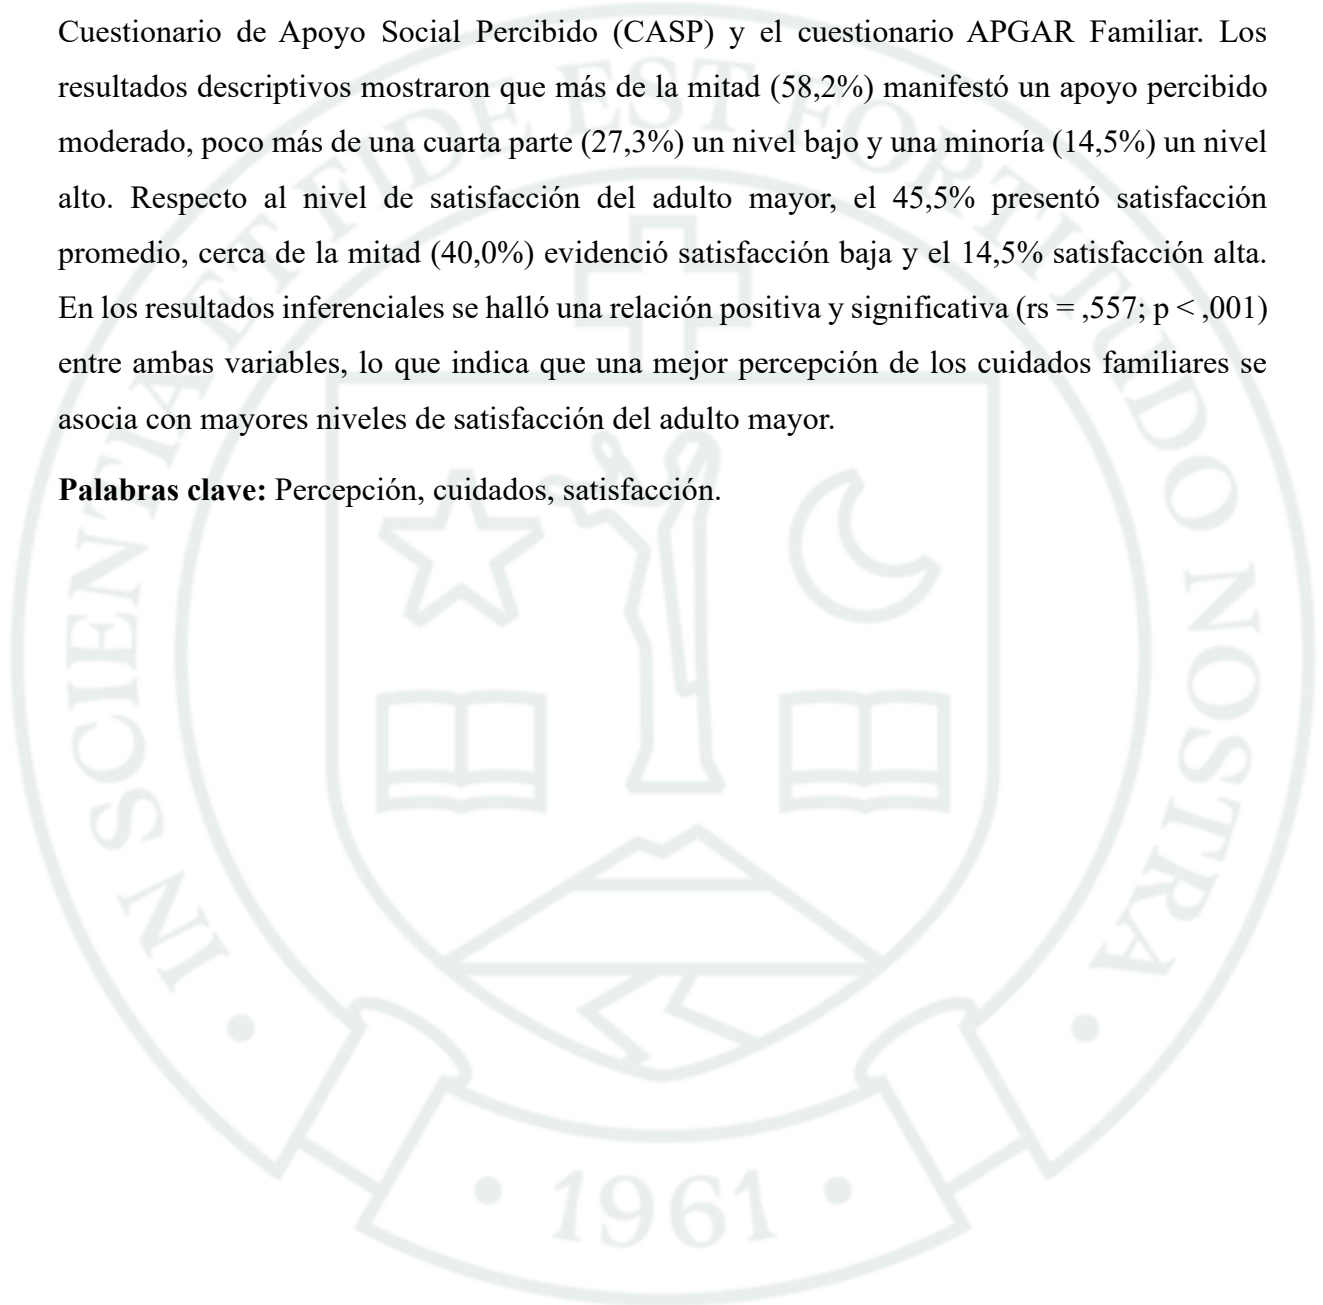 Cuestionario de Apoyo Social Percibido (CASP) y el cuestionario APGAR Familiar. Los
resultados descriptivos mostraron que más de la mitad (58,2%) manifestó un apoyo percibido
moderado, poco más de una cuarta parte (27,3%) un nivel bajo y una minoría (14,5%) un nivel
alto. Respecto al nivel de satisfacción del adulto mayor, el 45,5% presentó satisfacción
promedio, cerca de la mitad (40,0%) evidenció satisfacción baja y el 14,5% satisfacción alta.
En los resultados inferenciales se halló una relación positiva y significativa (rs = ,557; p < ,001)
entre ambas variables, lo que indica que una mejor percepción de los cuidados familiares se
asocia con mayores niveles de satisfacción del adulto mayor.
Palabras clave: Percepción, cuidados, satisfacción.
IN SCIENTIA ET FIDE EST FORTITUDO NOSTRA
• 1961 •